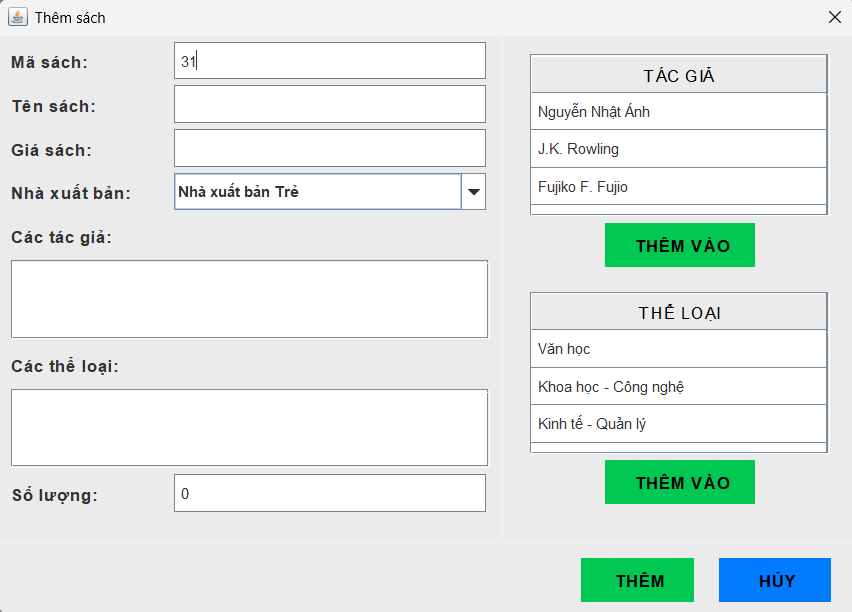 Thêm sách
Mã sách:
31
Tên sách:
Giá sách:
Nhà xuất bản:
Nhà xuất bản Trẻ
Các tác giả:
Các thể loại:
Số lượng:
0
TÁC GIẢ
Nguyễn Nhật Ánh
J.K. Rowling
Fujiko F. Fujio
THÊM VÀO
THỂ LOẠI
Văn học
Khoa học - Công nghệ
Kinh tế - Quản lý
THÊM VÀO
THÊM
HỦY